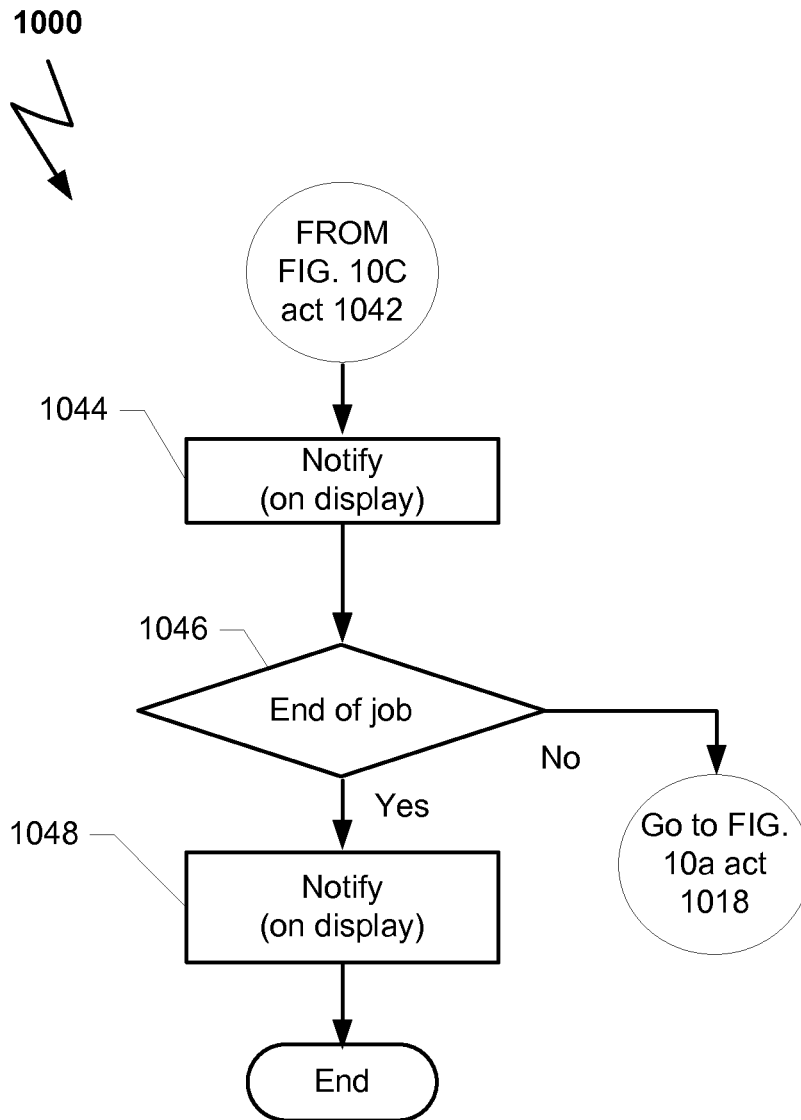 1000
FROM
FIG. 10C
act 1042
1044
Notify
(on display)
1046
End of job
No
Yes
Go to FIG.
10a act
1018
1048
Notify
(on display)
End